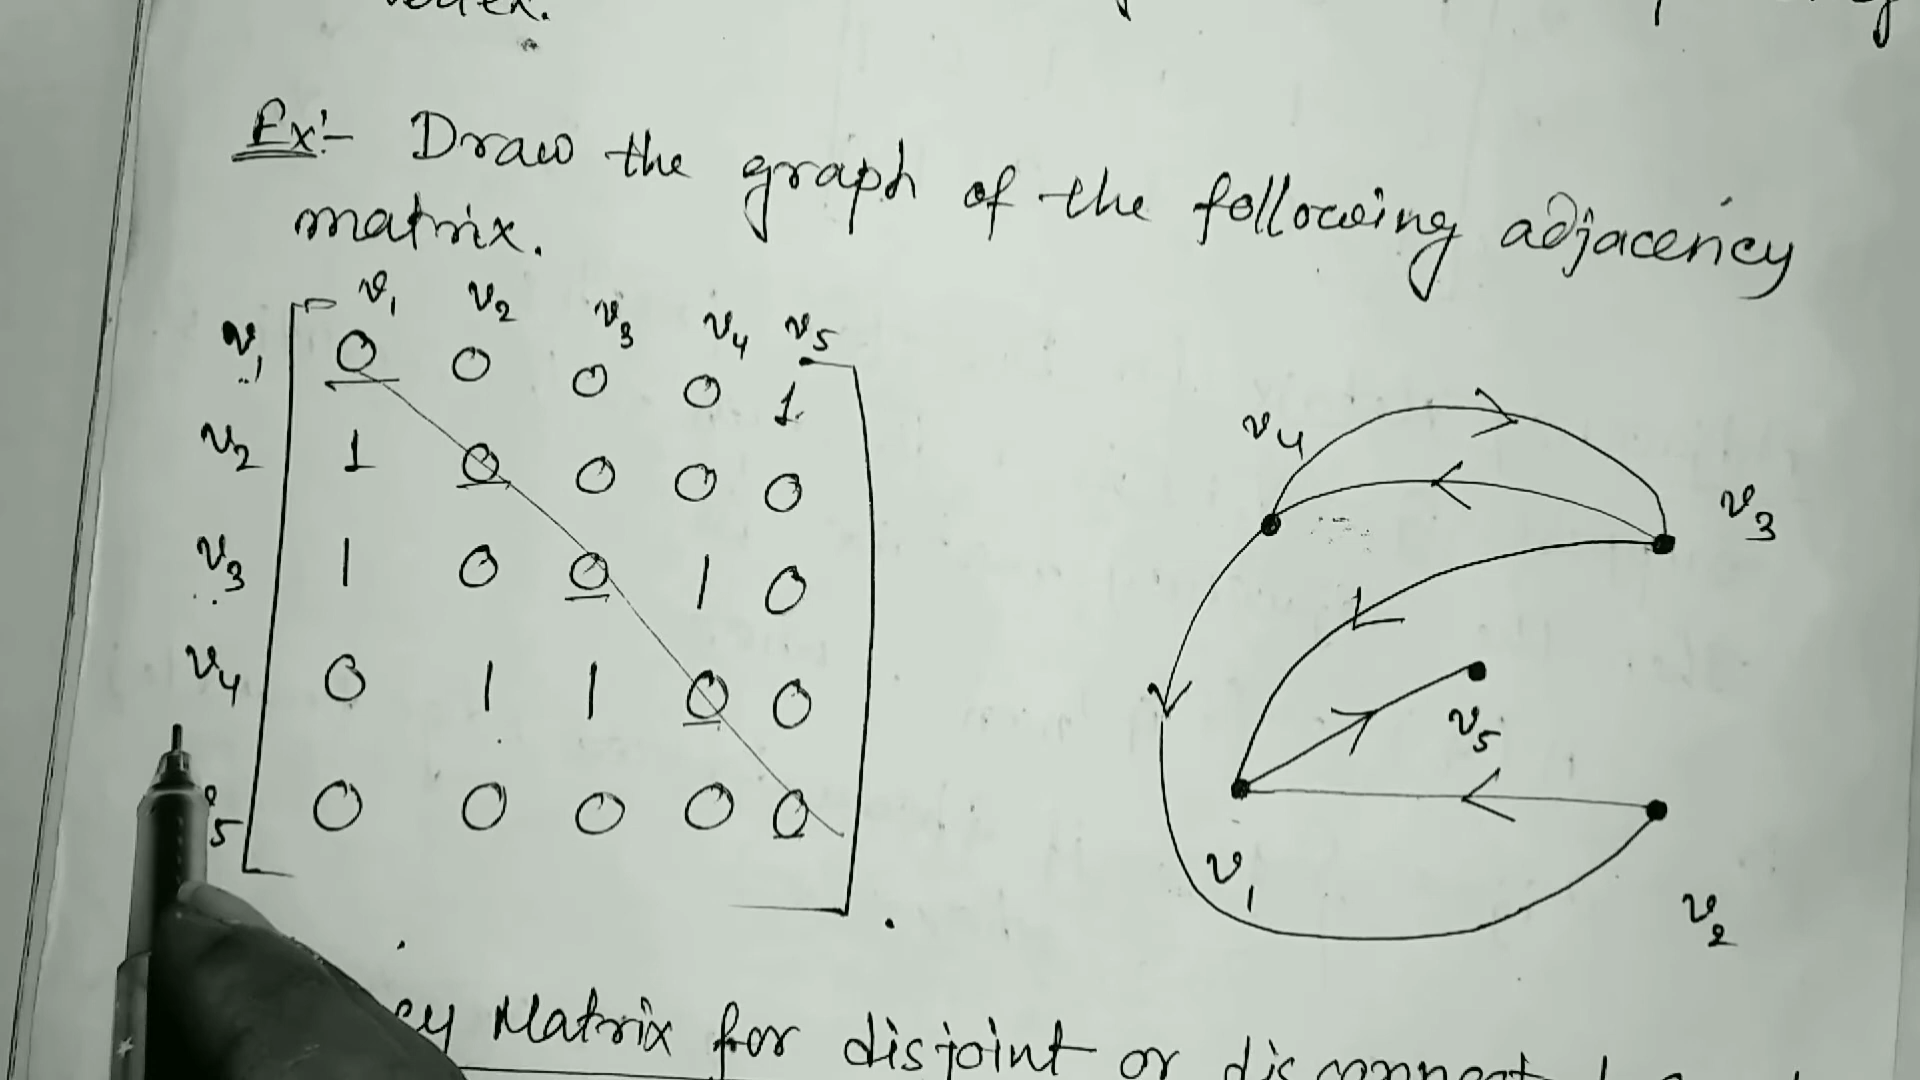 Ex:- Draw the graph of the following adjacency
matrix.
v1 v2 v3 v4 v5
v1 0 0 0 0 1
v2 1 0 0 0 0
v3 1 0 0 1 0
v4 0 1 1 0 0
5 0 0 0 0 0
v4
v3
v5
v1
v2
Matrix for disjoint or